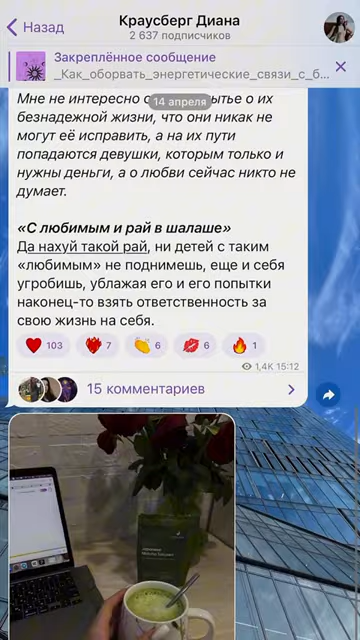 Краусберг Диана
Назад
2 637 подписчиков
Закреплённое сообщение
_Как_оборвать_энергетические_связи_с_б...
14 апреля
Мне не интересно о их
безнадежной жизни, что они никак не
могут её исправить, а на их пути
попадаются девушки, которым только и
нужны деньги, а о любви сейчас никто не
думает.
«С любимым и рай в шалаше»
Да нахуй такой рай, ни детей с таким
«любимым» не поднимешь, еще и себя
угробишь, ублажая его и его попытки
наконец-то взять ответственность за
свою жизнь на себя.
103 7 6 6 1
1,4K 15:12
15 комментариев